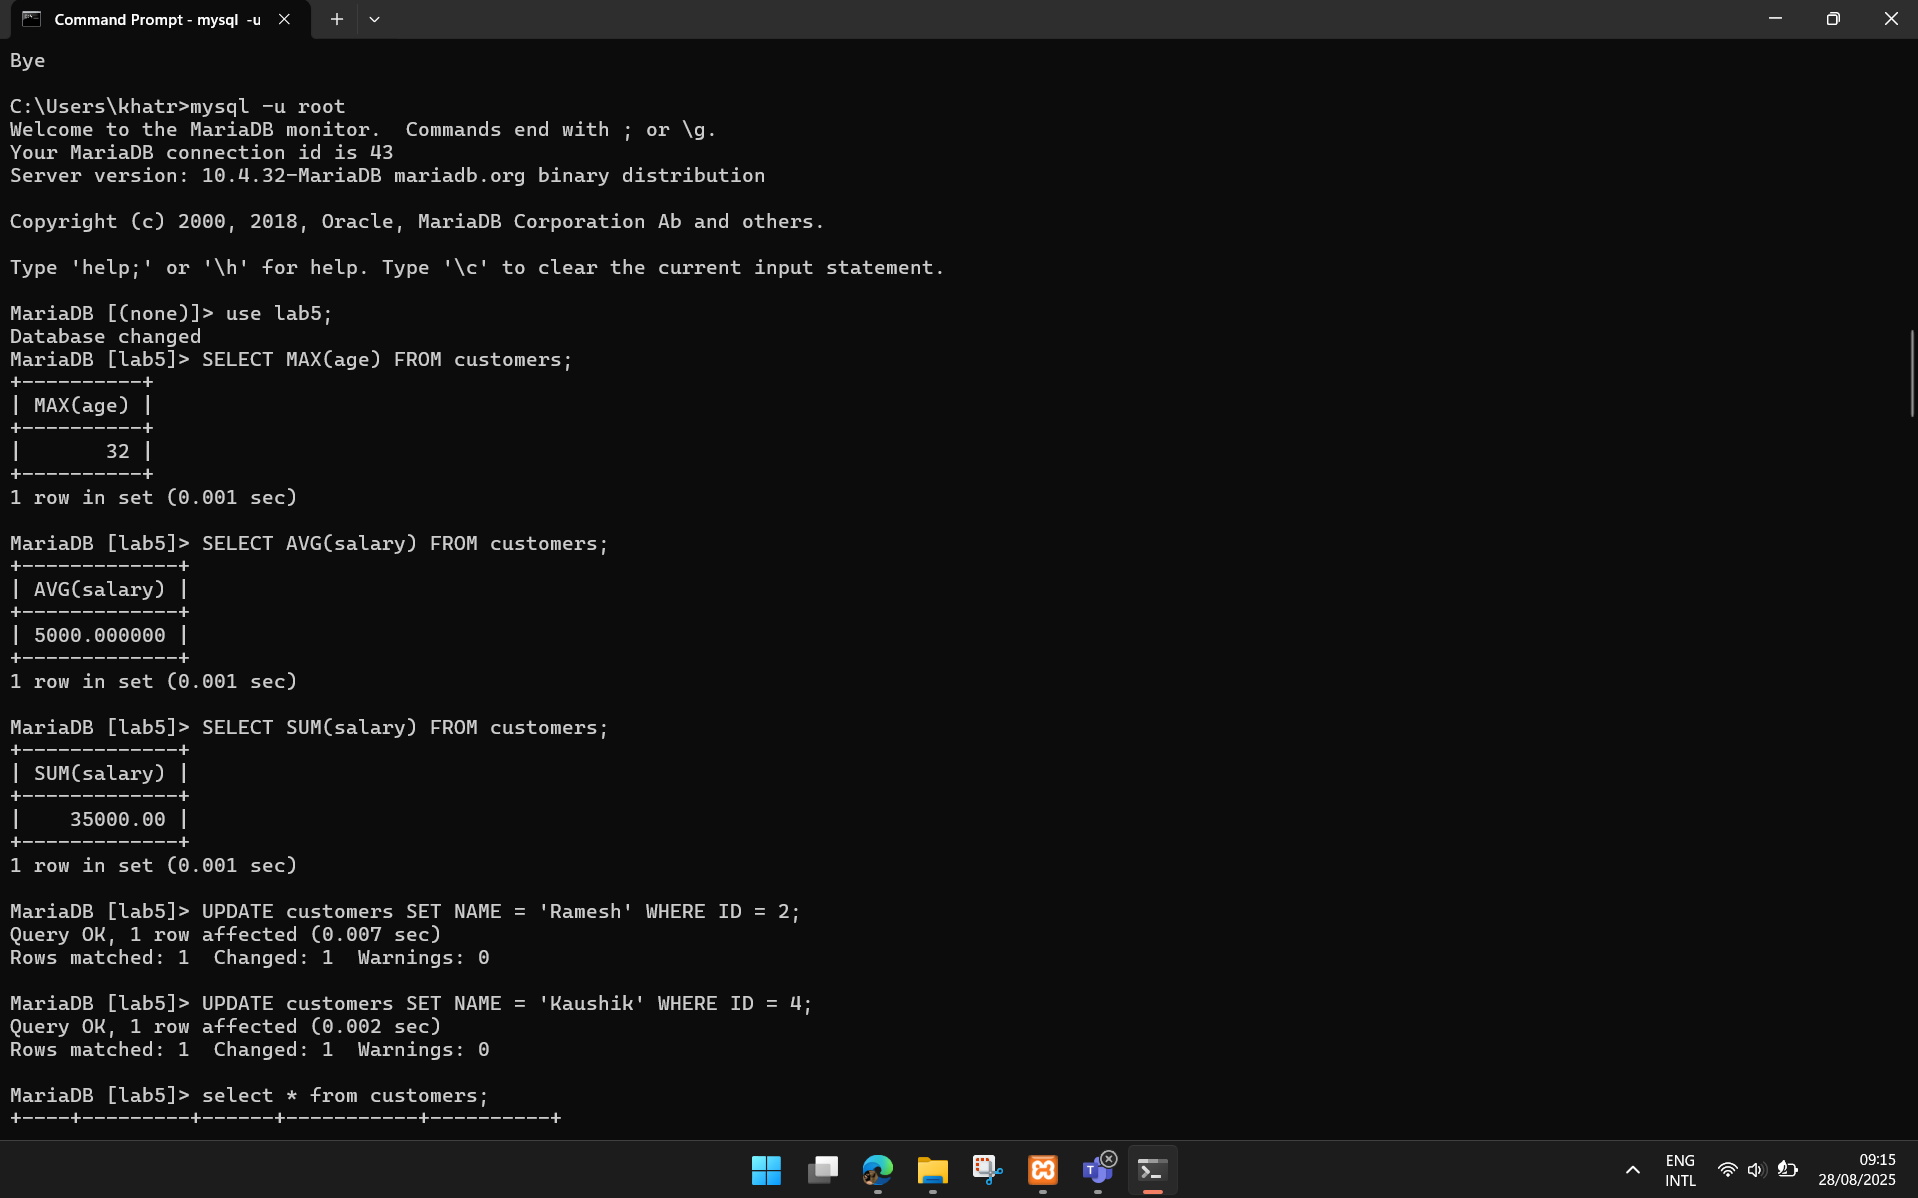 Command Prompt - mysql -u
Bye
C:\Users\khatr>mysql -u root
Welcome to the MariaDB monitor.  Commands end with ; or \g.
Your MariaDB connection id is 43
Server version: 10.4.32-MariaDB mariadb.org binary distribution
Copyright (c) 2000, 2018, Oracle, MariaDB Corporation Ab and others.
Type 'help;' or '\h' for help. Type '\c' to clear the current input statement.
MariaDB [(none)]> use lab5;
Database changed
MariaDB [lab5]> SELECT MAX(age) FROM customers;
+----------+
| MAX(age) |
+----------+
|       32 |
+----------+
1 row in set (0.001 sec)
MariaDB [lab5]> SELECT AVG(salary) FROM customers;
+-------------+
| AVG(salary) |
+-------------+
| 5000.000000 |
+-------------+
1 row in set (0.001 sec)
MariaDB [lab5]> SELECT SUM(salary) FROM customers;
+-------------+
| SUM(salary) |
+-------------+
|    35000.00 |
+-------------+
1 row in set (0.001 sec)
MariaDB [lab5]> UPDATE customers SET NAME = 'Ramesh' WHERE ID = 2;
Query OK, 1 row affected (0.007 sec)
Rows matched: 1  Changed: 1  Warnings: 0
MariaDB [lab5]> UPDATE customers SET NAME = 'Kaushik' WHERE ID = 4;
Query OK, 1 row affected (0.002 sec)
Rows matched: 1  Changed: 1  Warnings: 0
MariaDB [lab5]> select * from customers;
+----+---------+------+-----------+----------+
ENG
INTL
09:15
28/08/2025